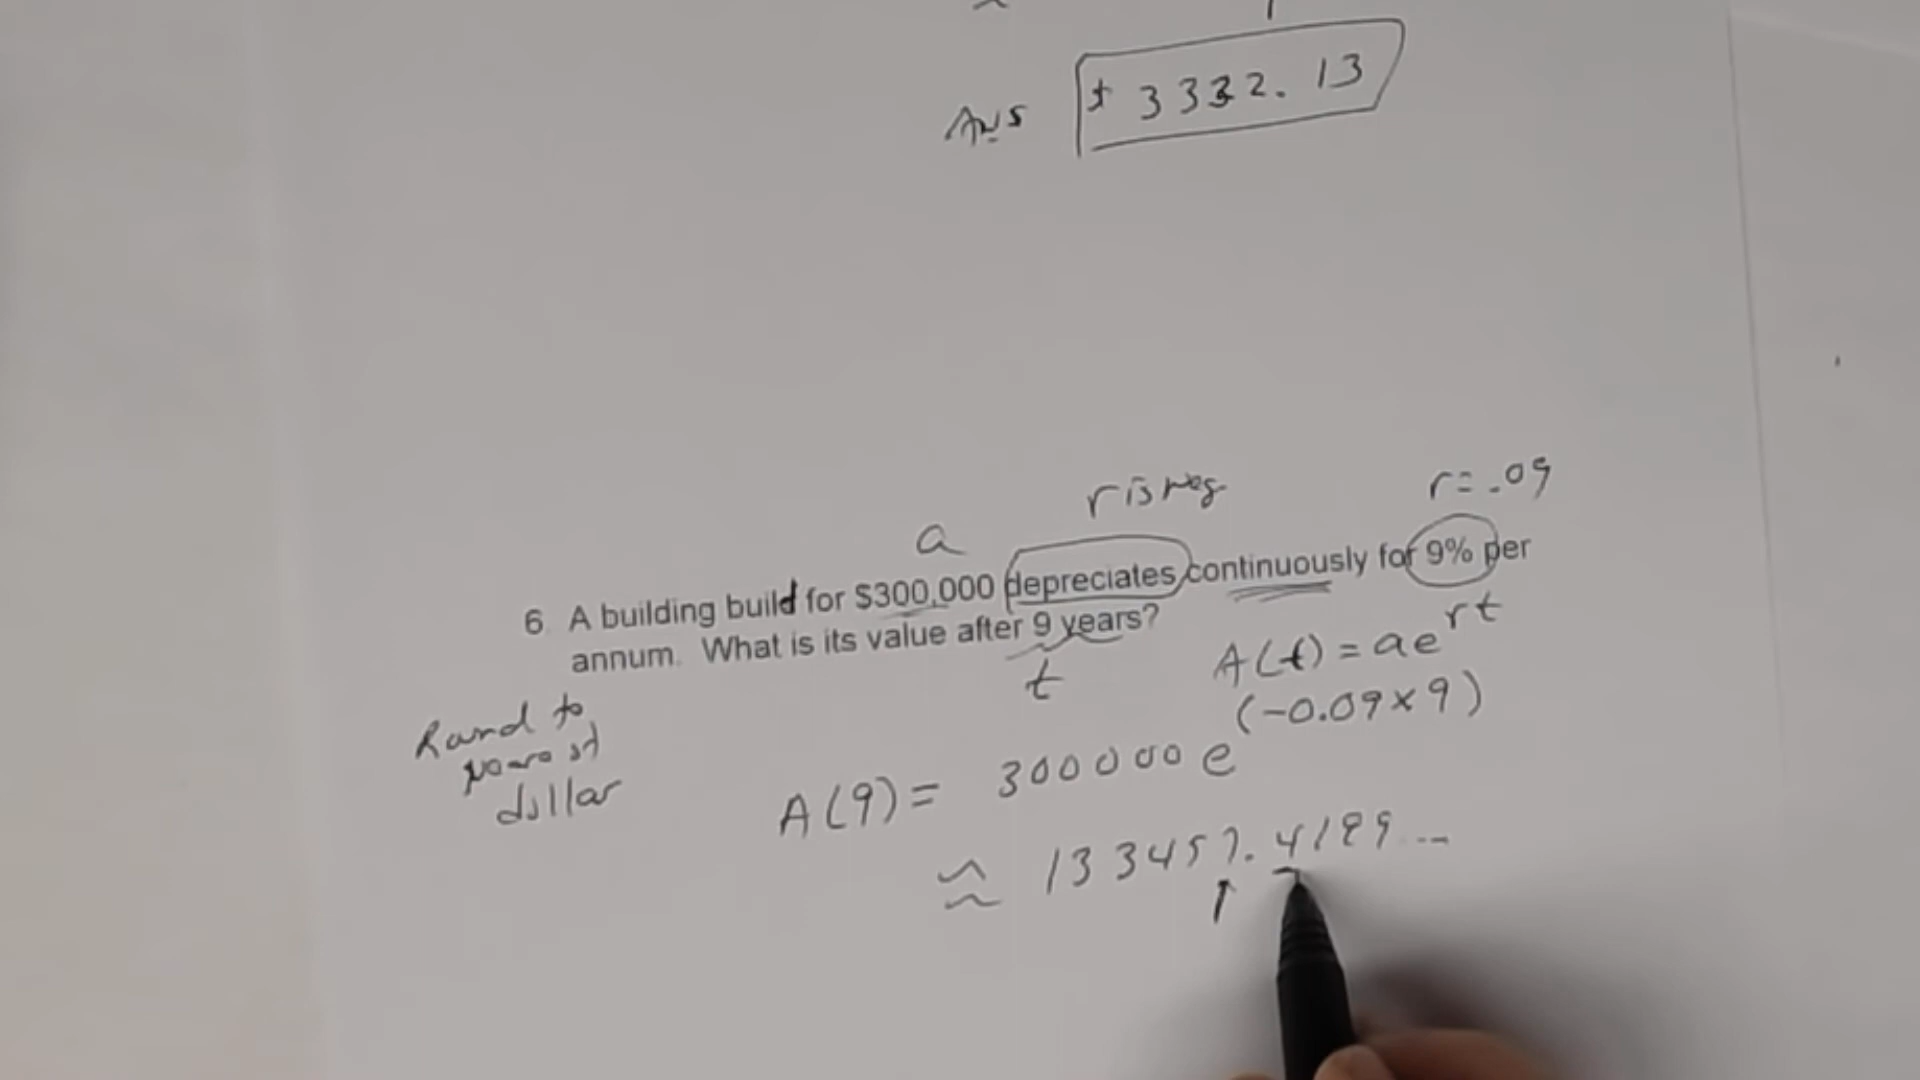 Ans $ 3332.13
r is neg
r = .09
a
6. A building build for $300,000 depreciates continuously for 9% per
annum. What is its value after 9 years?
t
A(t) = ae^rt
Round to
nearest
dollar
A(9) = 300000 e^(-0.09×9)
≈ 133457.4199...